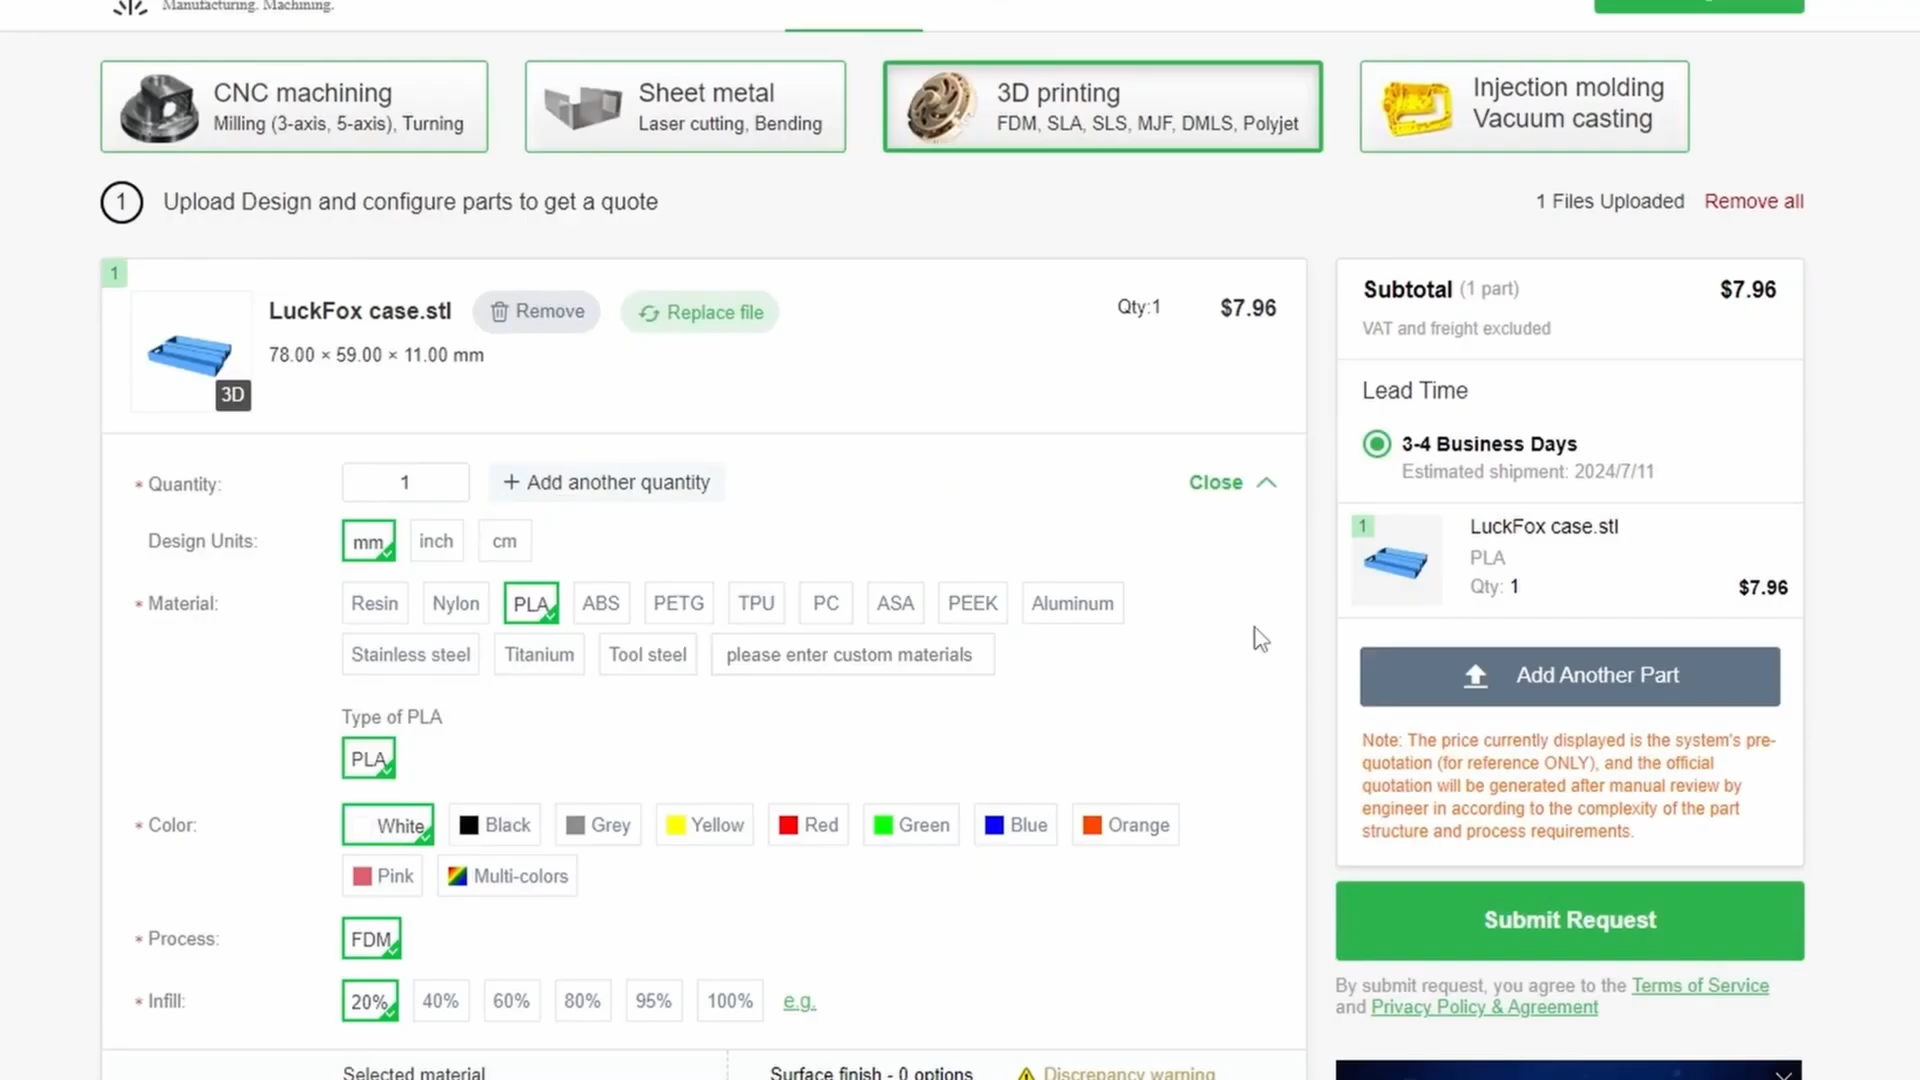 Manufacturing. Machining.
CNC machining
Milling (3-axis, 5-axis), Turning
Sheet metal
Laser cutting, Bending
3D printing
FDM, SLA, SLS, MJF, DMLS, Polyjet
Injection molding
Vacuum casting
1 Upload Design and configure parts to get a quote
1 Files Uploaded Remove all
1
LuckFox case.stl Remove Replace file
Qty:1 $7.96
78.00 × 59.00 × 11.00 mm
3D
* Quantity: 1 + Add another quantity Close
Design Units: mm inch cm
* Material: Resin Nylon PLA ABS PETG TPU PC ASA PEEK Aluminum
Stainless steel Titanium Tool steel please enter custom materials
Type of PLA
PLA
* Color: White Black Grey Yellow Red Green Blue Orange
Pink Multi-colors
* Process: FDM
* Infill: 20% 40% 60% 80% 95% 100% e.g.
Selected material
Surface finish - 0 options Discrepancy warning
Subtotal (1 part) $7.96
VAT and freight excluded
Lead Time
3-4 Business Days
Estimated shipment: 2024/7/11
1
LuckFox case.stl
PLA
Qty: 1 $7.96
Add Another Part
Note: The price currently displayed is the system's pre-
quotation (for reference ONLY), and the official
quotation will be generated after manual review by
engineer in according to the complexity of the part
structure and process requirements.
Submit Request
By submit request, you agree to the Terms of Service
and Privacy Policy & Agreement